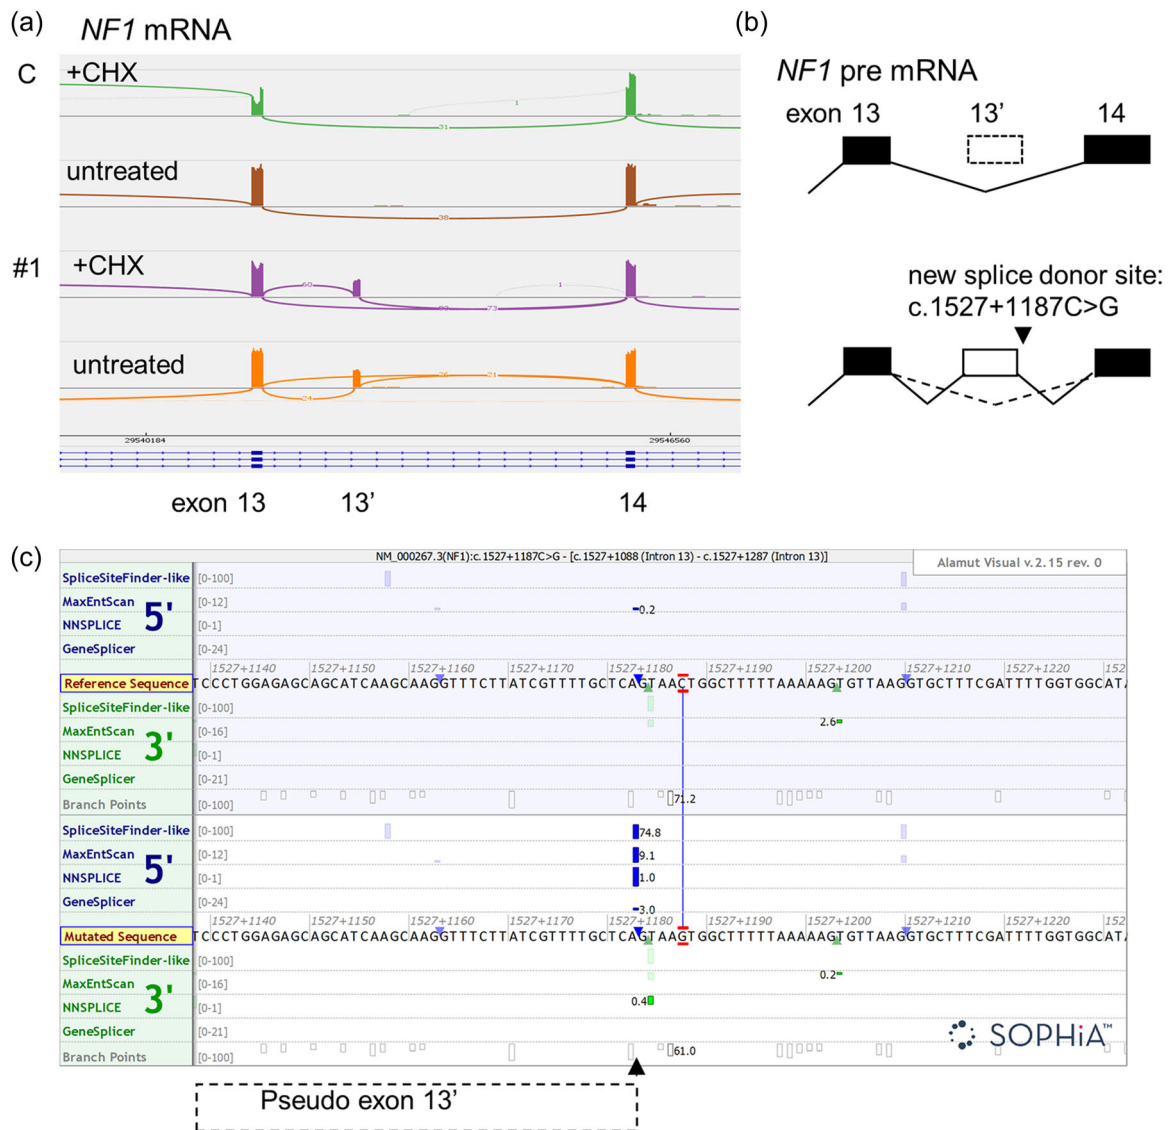 (a)
NF1 mRNA
C
+CHX
1
31
untreated
38
#1
+CHX
60
1
73
untreated
26
21
24
29540184
29546560
exon 13
13’
14
(b)
NF1 pre mRNA
exon 13
13’
14
new splice donor site:
c.1527+1187C>G
(c)
NM_000267.3(NF1):c.1527+1187C>G - [c.1527+1088 (Intron 13) - c.1527+1287 (Intron 13)]
Alamut Visual v.2.15 rev. 0
5'
SpliceSiteFinder-like [0-100]
MaxEntScan [0-12] 0.2
NNSPLICE [0-1]
GeneSplicer [0-24]
1527+1140 1527+1150 1527+1160 1527+1170 1527+1180 1527+1190 1527+1200 1527+1210 1527+1220 152
Reference Sequence TCCCTGGAGAGCAGCATCAAGCAAGGTTTCTTATCGTTTTGCTCAGTAACTGGCTTTTTAAAAAGTGTTAAGGTGCTTTCGATTTTGGTGGCATA
3'
SpliceSiteFinder-like [0-100]
MaxEntScan [0-16] 2.6
NNSPLICE [0-1]
GeneSplicer [0-21]
Branch Points [0-100] 71.2
5'
SpliceSiteFinder-like [0-100] 74.8
MaxEntScan [0-12] 9.1
NNSPLICE [0-1] 1.0
GeneSplicer [0-24] 3.0
1527+1140 1527+1150 1527+1160 1527+1170 1527+1180 1527+1190 1527+1200 1527+1210 1527+1220 152
Mutated Sequence TCCCTGGAGAGCAGCATCAAGCAAGGTTTCTTATCGTTTTGCTCAGTAAGTGGCTTTTTAAAAAGTGTTAAGGTGCTTTCGATTTTGGTGGCATA
3'
SpliceSiteFinder-like [0-100]
MaxEntScan [0-16] 0.2
NNSPLICE [0-1] 0.4
GeneSplicer [0-21]
Branch Points [0-100] 61.0
SOPHiA™
Pseudo exon 13’